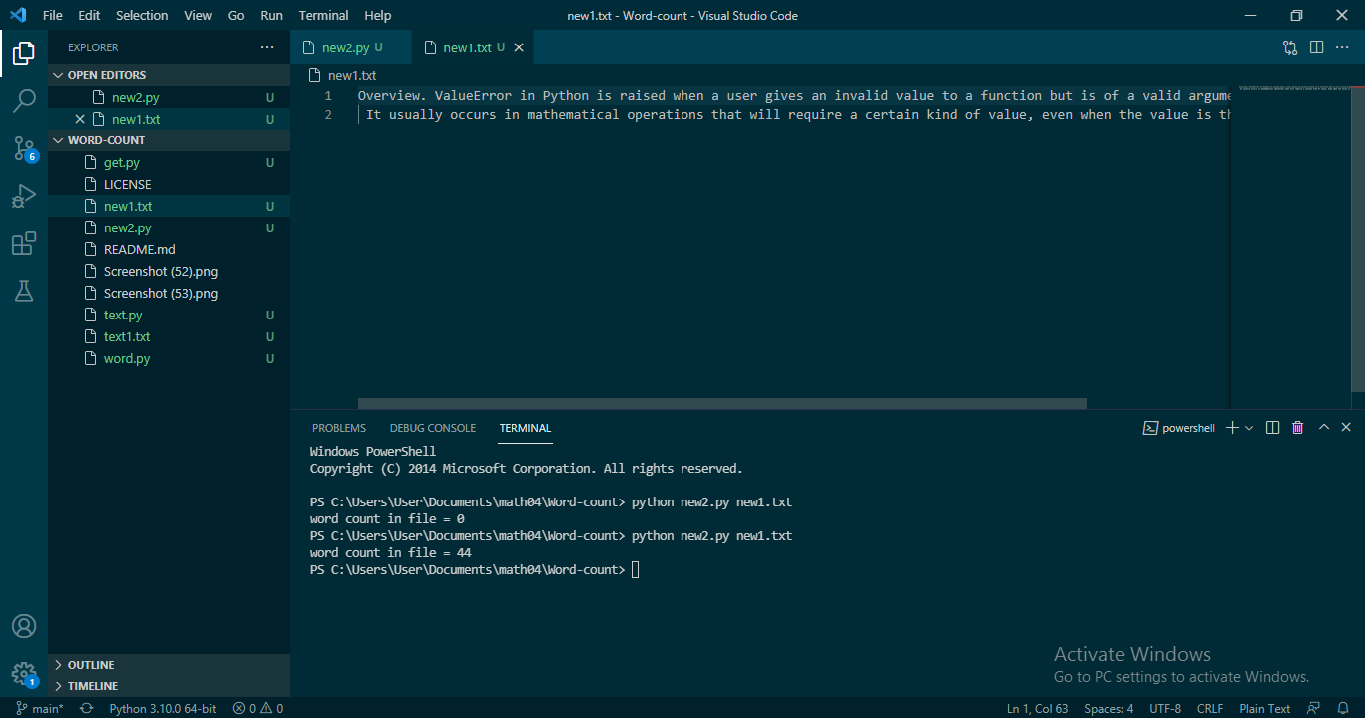 File Edit Selection View Go Run Terminal Help
new1.txt - Word-count - Visual Studio Code
EXPLORER
OPEN EDITORS
new2.py U
new1.txt U
WORD-COUNT
get.py U
LICENSE
new1.txt U
new2.py U
README.md
Screenshot (52).png
Screenshot (53).png
text.py U
text1.txt U
word.py U
OUTLINE
TIMELINE
6
1
new2.py U
new1.txt U
new1.txt
1 Overview. ValueError in Python is raised when a user gives an invalid value to a function but is of a valid
2 It usually occurs in mathematical operations that will require a certain kind of value, even when the value is
PROBLEMS DEBUG CONSOLE TERMINAL
powershell
Windows PowerShell
Copyright (C) 2014 Microsoft Corporation. All rights reserved.
PS C:\Users\User\Documents\math04\Word-count> python new2.py new1.txt
word count in file = 0
PS C:\Users\User\Documents\math04\Word-count> python new2.py new1.txt
word count in file = 44
PS C:\Users\User\Documents\math04\Word-count>
Activate Windows
Go to PC settings to activate Windows.
main* Python 3.10.0 64-bit 0 0 Ln 1, Col 63 Spaces: 4 UTF-8 CRLF Plain Text